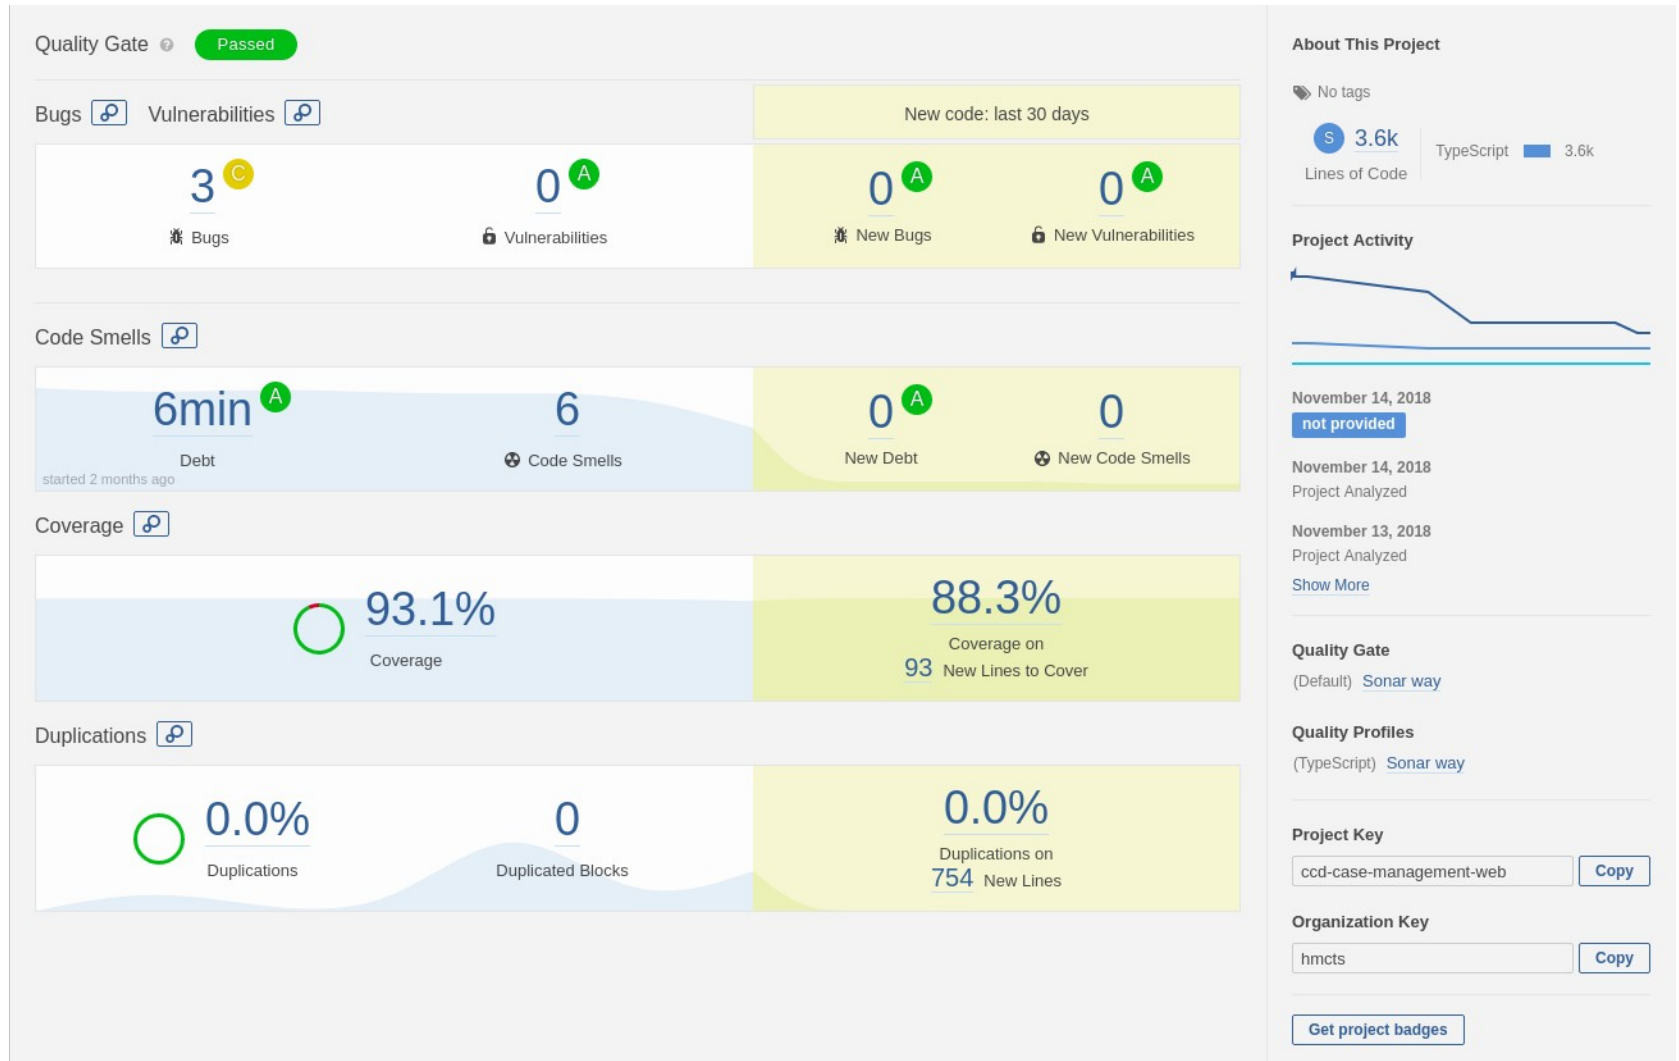 Quality Gate ? Passed
Bugs Vulnerabilities
New code: last 30 days
3 C
Bugs
0 A
Vulnerabilities
0 A
New Bugs
0 A
New Vulnerabilities
Code Smells
6min A
Debt
started 2 months ago
6
Code Smells
0 A
New Debt
0
New Code Smells
Coverage
93.1%
Coverage
88.3%
Coverage on
93 New Lines to Cover
Duplications
0.0%
Duplications
0
Duplicated Blocks
0.0%
Duplications on
754 New Lines
About This Project
No tags
S 3.6k
Lines of Code
TypeScript 3.6k
Project Activity
November 14, 2018
not provided
November 14, 2018
Project Analyzed
November 13, 2018
Project Analyzed
Show More
Quality Gate
(Default) Sonar way
Quality Profiles
(TypeScript) Sonar way
Project Key
ccd-case-management-web Copy
Organization Key
hmcts Copy
Get project badges